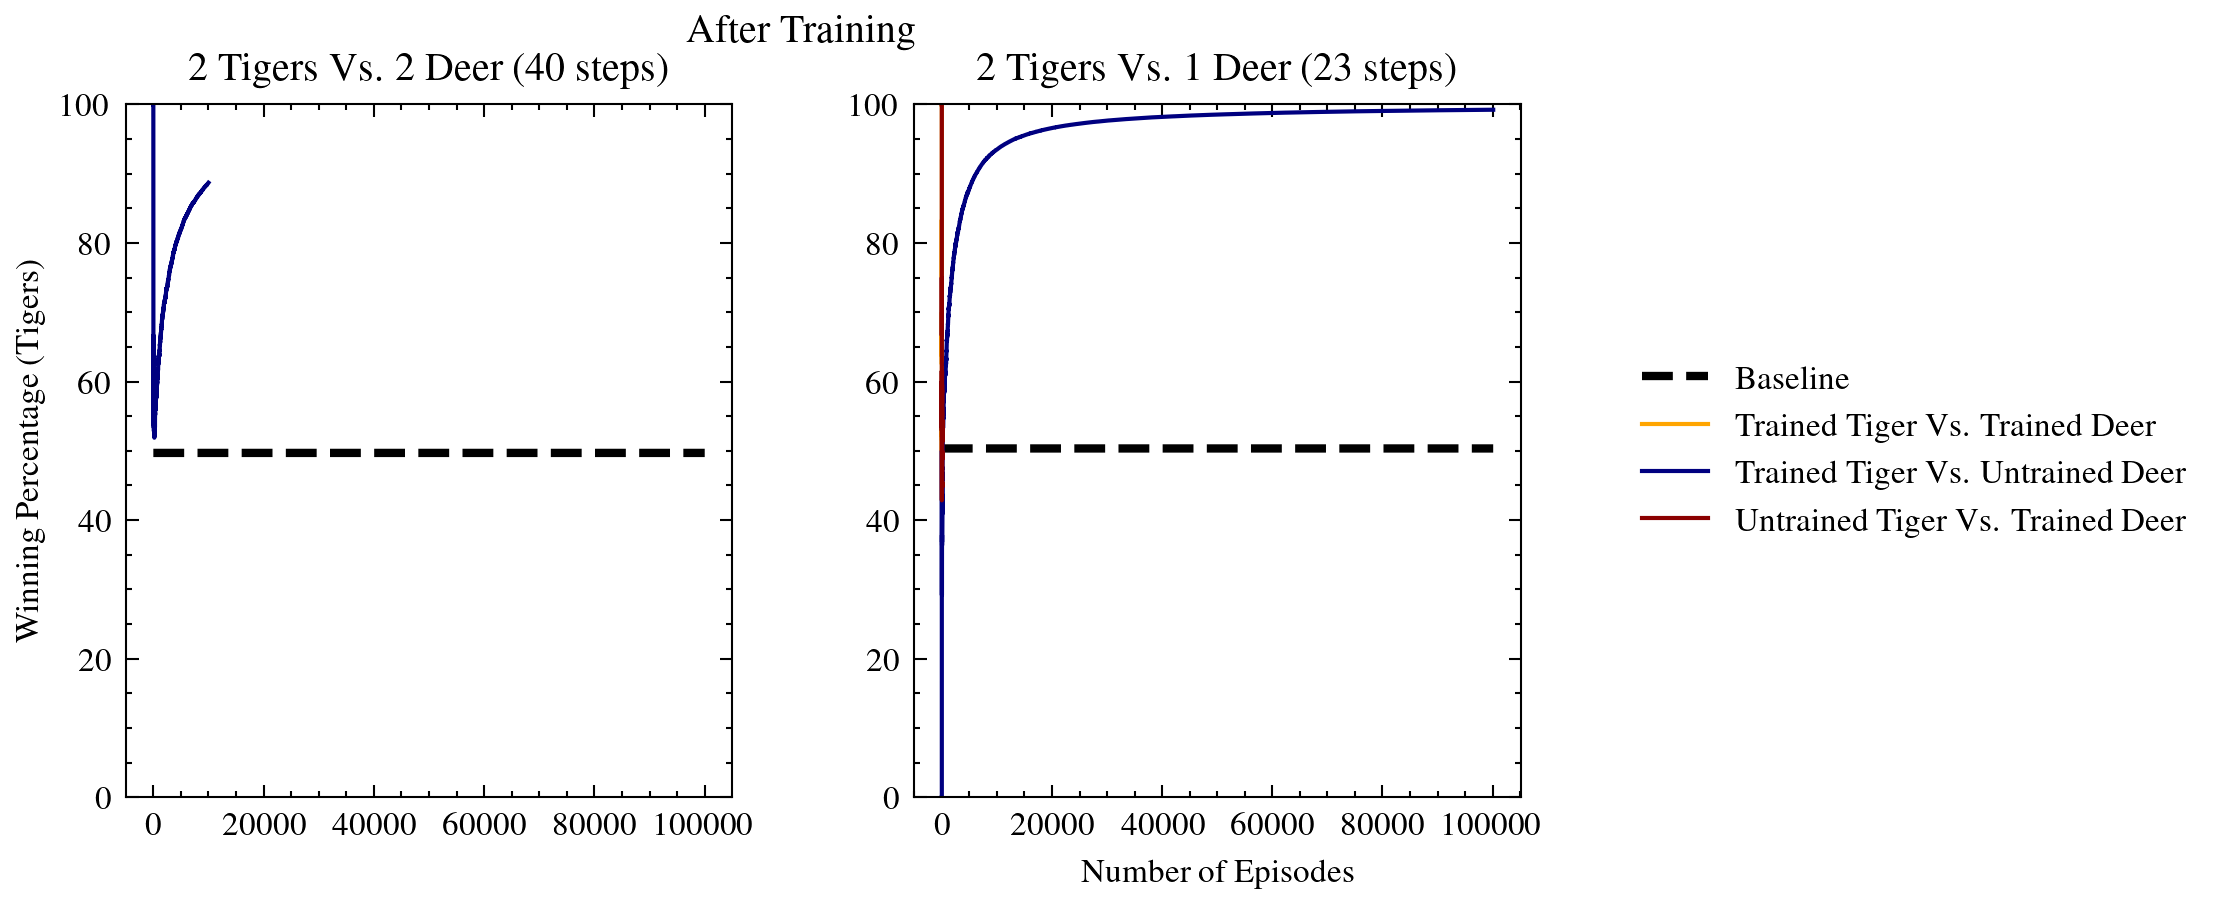 After Training
2 Tigers Vs. 2 Deer (40 steps)
2 Tigers Vs. 1 Deer (23 steps)
Winning Percentage (Tigers)
100
80
60
40
20
0
0 20000 40000 60000 80000 100000
100
80
60
40
20
0
0 20000 40000 60000 80000 100000
Number of Episodes
Baseline
Trained Tiger Vs. Trained Deer
Trained Tiger Vs. Untrained Deer
Untrained Tiger Vs. Trained Deer